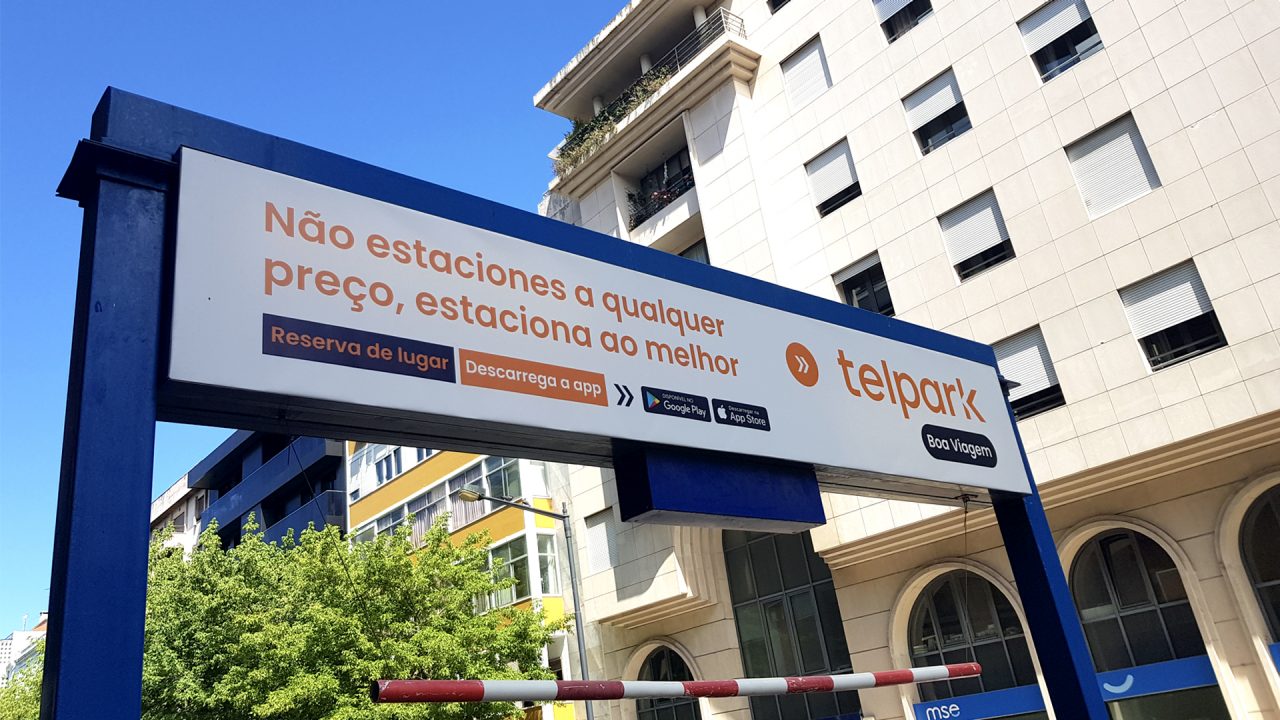 Não estaciones a qualquer
preço, estaciona ao melhor
Reserva de lugar
Descarrega a app
DISPONÍVEL NO
Google Play
Descarregar na
App Store
telpark
Boa Viagem
mse